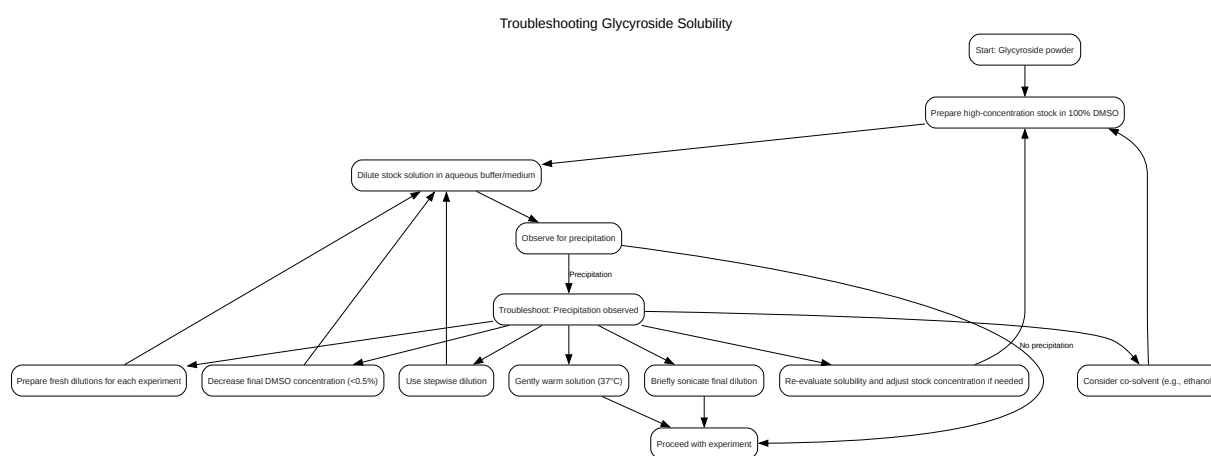 Troubleshooting Glycyroside Solubility
Start: Glycyroside powder
Prepare high-concentration stock in 100% DMSO
Dilute stock solution in aqueous buffer/medium
Observe for precipitation
Precipitation
Troubleshoot: Precipitation observed
No precipitation
Prepare fresh dilutions for each experiment
Decrease final DMSO concentration (<0.5%)
Use stepwise dilution
Gently warm solution (37°C)
Briefly sonicate final dilution
Re-evaluate solubility and adjust stock concentration if needed
Consider co-solvent (e.g., ethanol
Proceed with experiment